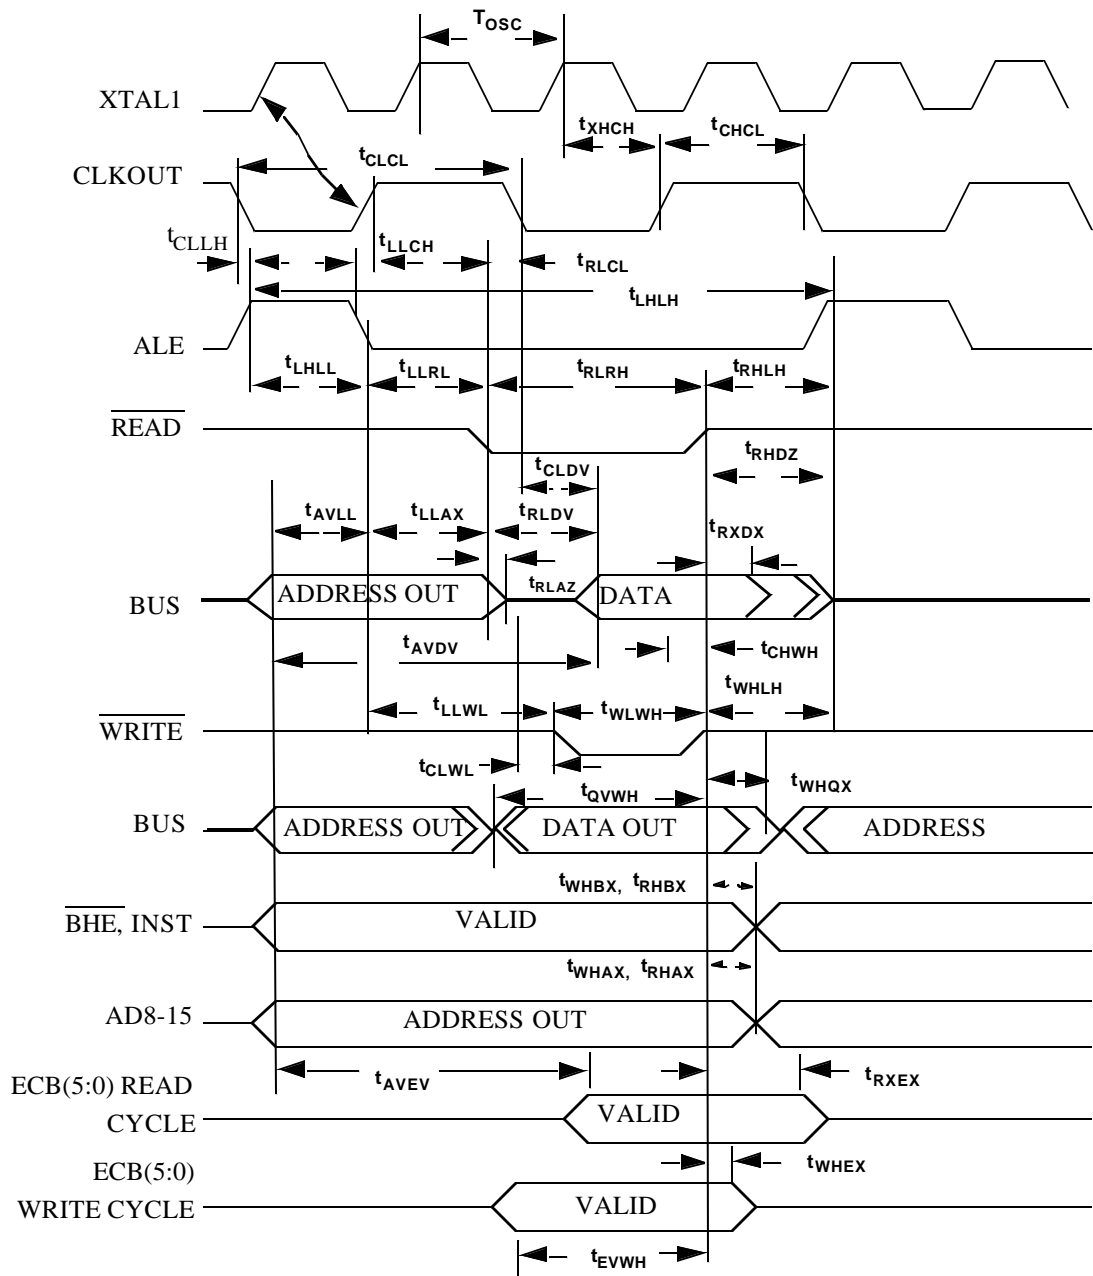 TOSC
XTAL1
tXHCH tCHCL
tCLCL
CLKOUT
tCLLH tLLCH
tRLCL
tLHLH
ALE
tLHLL tLLRL tRLRH tRHLH
READ
tRHDZ
tCLDV
tAVLL tLLAX tRLDV
tRXDX
tRLAZ
BUS ADDRESS OUT DATA
tAVDV tCHWH
tWHLH
tLLWL tWLWH
WRITE
tCLWL tWHQX
tQVWH
BUS ADDRESS OUT DATA OUT ADDRESS
tWHBX, tRHBX
BHE, INST VALID
tWHAX, tRHAX
AD8-15 ADDRESS OUT
tAVEV tRXEX
ECB(5:0) READ
CYCLE VALID
ECB(5:0)
tWHEX
WRITE CYCLE VALID
tEVWH